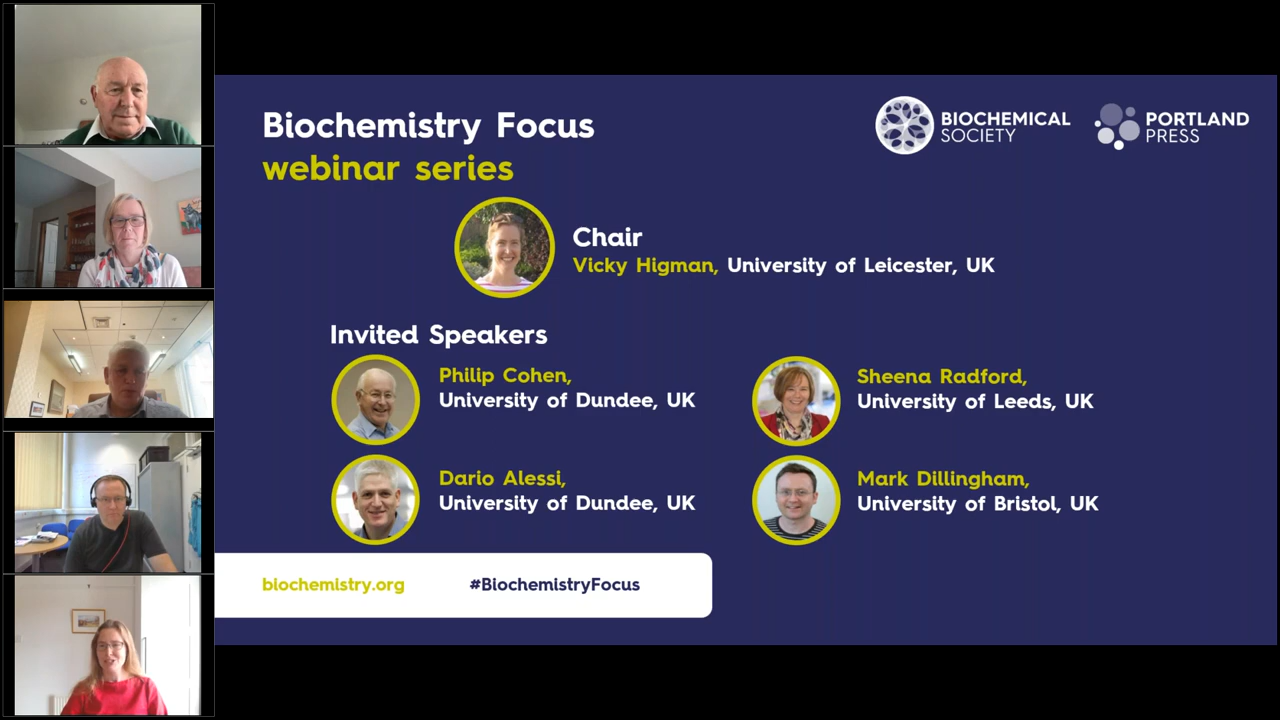 Biochemistry Focus
webinar series
BIOCHEMICAL
SOCIETY
PORTLAND
PRESS
Chair
Vicky Higman, University of Leicester, UK
Invited Speakers
Philip Cohen,
University of Dundee, UK
Sheena Radford,
University of Leeds, UK
Dario Alessi,
University of Dundee, UK
Mark Dillingham,
University of Bristol, UK
biochemistry.org
#BiochemistryFocus